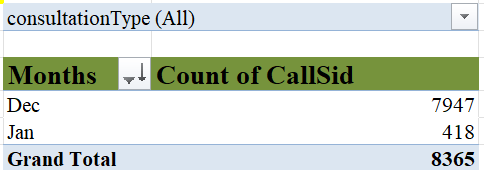 consultationType (All)
Months Count of CallSid
Dec 7947
Jan 418
Grand Total 8365